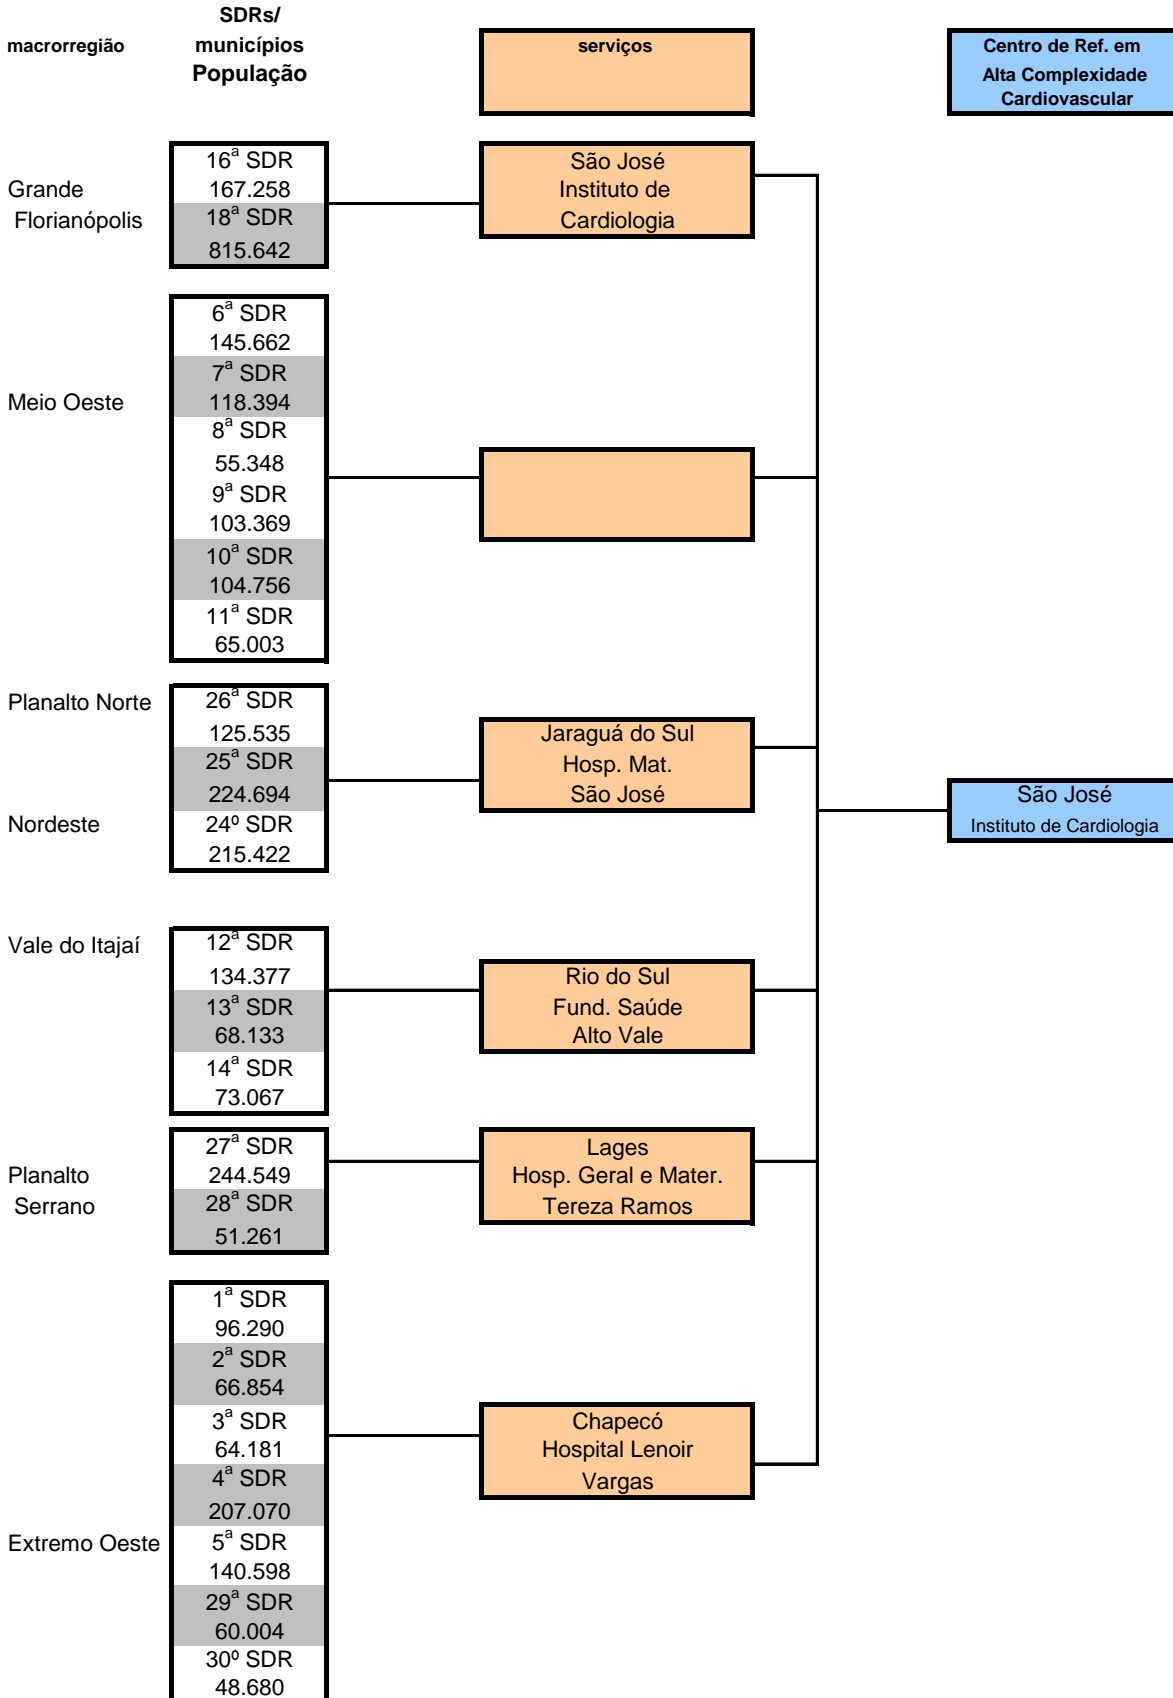 macrorregião
SDRs/
municípios
População
serviços
Centro de Ref. em
Alta Complexidade
Cardiovascular
Grande
Florianópolis
16ª SDR
167.258
18ª SDR
815.642
São José
Instituto de
Cardiologia
Meio Oeste
6ª SDR
145.662
7ª SDR
118.394
8ª SDR
55.348
9ª SDR
103.369
10ª SDR
104.756
11ª SDR
65.003
Planalto Norte
Nordeste
26ª SDR
125.535
25ª SDR
224.694
24º SDR
215.422
Jaraguá do Sul
Hosp. Mat.
São José
São José
Instituto de Cardiologia
Vale do Itajaí
12ª SDR
134.377
13ª SDR
68.133
14ª SDR
73.067
Rio do Sul
Fund. Saúde
Alto Vale
Planalto
Serrano
27ª SDR
244.549
28ª SDR
51.261
Lages
Hosp. Geral e Mater.
Tereza Ramos
Extremo Oeste
1ª SDR
96.290
2ª SDR
66.854
3ª SDR
64.181
4ª SDR
207.070
5ª SDR
140.598
29ª SDR
60.004
30º SDR
48.680
Chapecó
Hospital Lenoir
Vargas